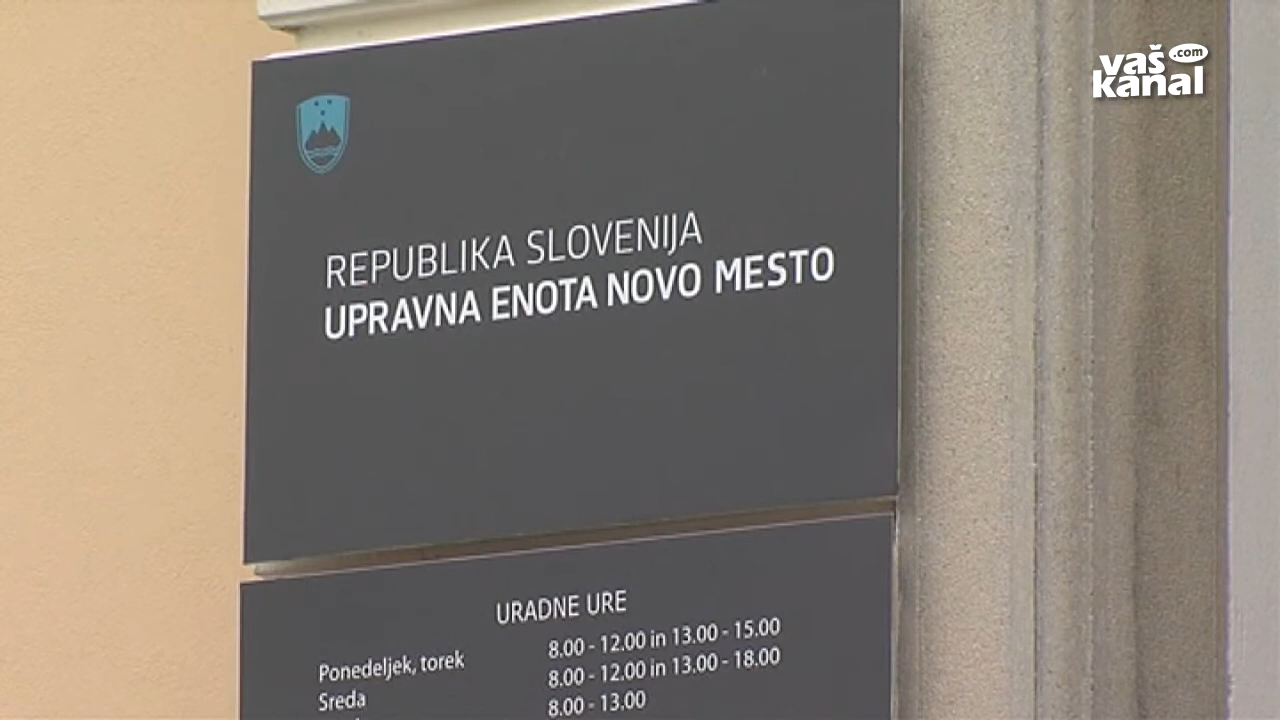 vaš.com
kanal
REPUBLIKA SLOVENIJA
UPRAVNA ENOTA NOVO MESTO
URADNE URE
Ponedeljek, torek 8.00 - 12.00 in 13.00 - 15.00
Sreda 8.00 - 12.00 in 13.00 - 18.00
8.00 - 13.00